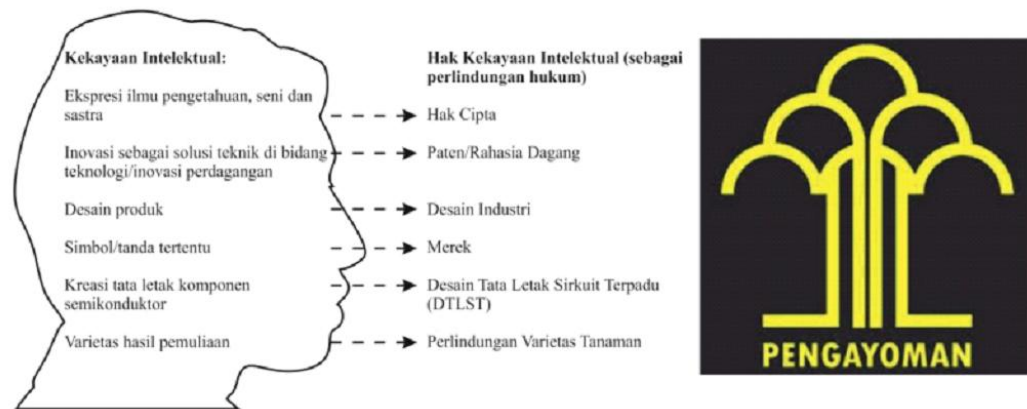 Kekayaan Intelektual:
Hak Kekayaan Intelektual (sebagai
perlindungan hukum)
Ekspresi ilmu pengetahuan, seni dan
sastra
Hak Cipta
Inovasi sebagai solusi teknik di bidang
teknologi/inovasi perdagangan
Paten/Rahasia Dagang
Desain produk
Desain Industri
Simbol/tanda tertentu
Merek
Kreasi tata letak komponen
semikonduktor
Desain Tata Letak Sirkuit Terpadu
(DTLST)
Varietas hasil pemuliaan
Perlindungan Varietas Tanaman
PENGAYOMAN